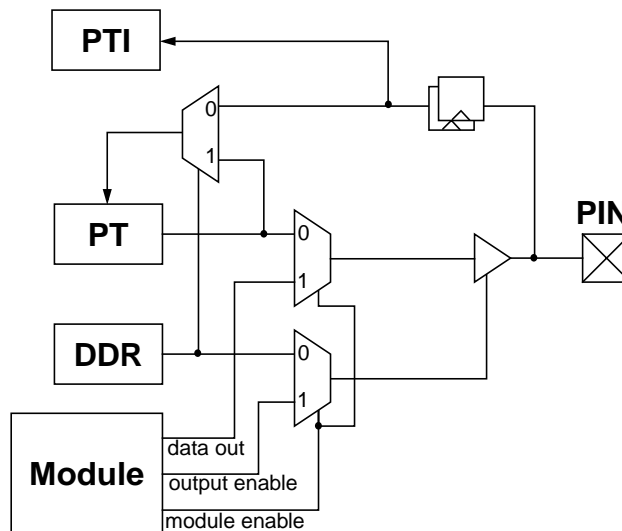 PTI
0
1
PT
PIN
0
1
DDR
0
1
Module
data out
output enable
module enable